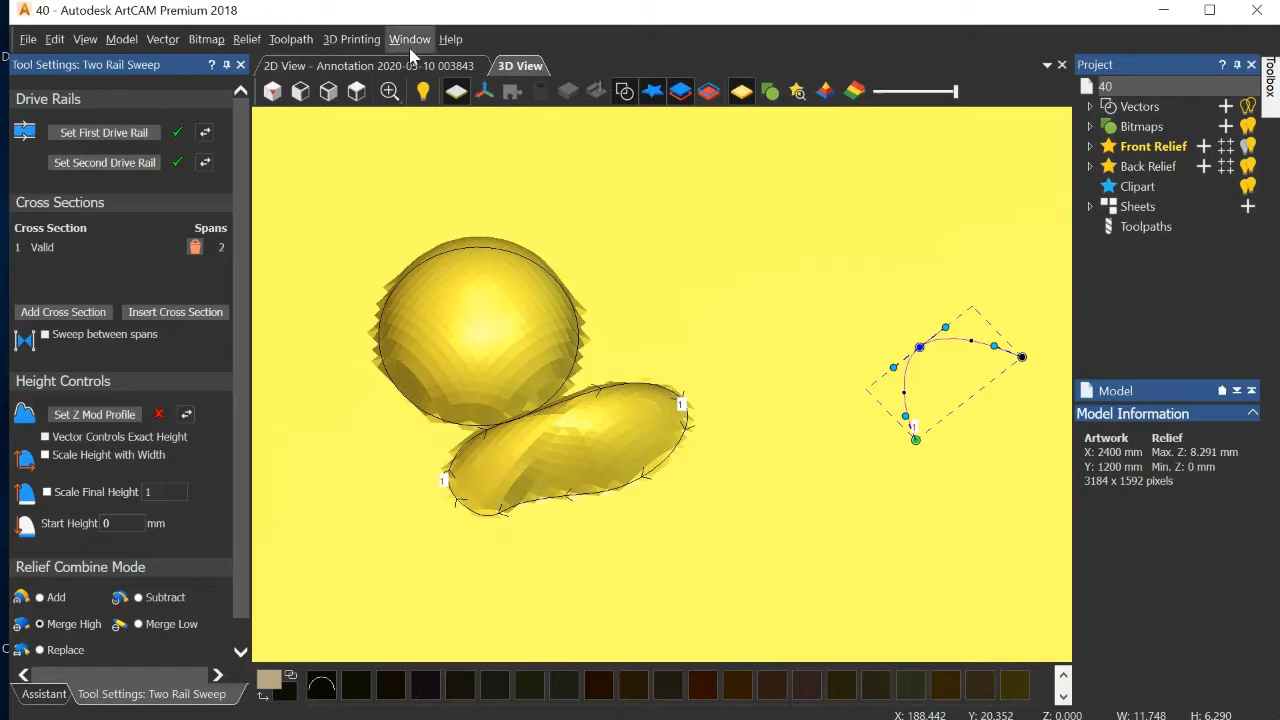 40 - Autodesk ArtCAM Premium 2018
File Edit View Model Vector Bitmap Relief Toolpath 3D Printing Window Help
Tool Settings: Two Rail Sweep ?
2D View - Annotation 2020-05-10 003843 3D View
Project ?
Toolbox
Drive Rails
Set First Drive Rail
Set Second Drive Rail
Cross Sections
Cross Section Spans
1 Valid 2
Add Cross Section Insert Cross Section
Sweep between spans
Height Controls
Set Z Mod Profile
Vector Controls Exact Height
Scale Height with Width
Scale Final Height 1
Start Height 0 mm
Relief Combine Mode
Add Subtract
Merge High Merge Low
Replace
Assistant Tool Settings: Two Rail Sweep
1
1
1
40
Vectors
Bitmaps
Front Relief
Back Relief
Clipart
Sheets
Toolpaths
Model
Model Information
Artwork Relief
X: 2400 mm Max. Z: 8.291 mm
Y: 1200 mm Min. Z: 0 mm
3184 x 1592 pixels
X: 188.442 Y: 20.352 Z: 0.000 W: 11.748 H: 6.290